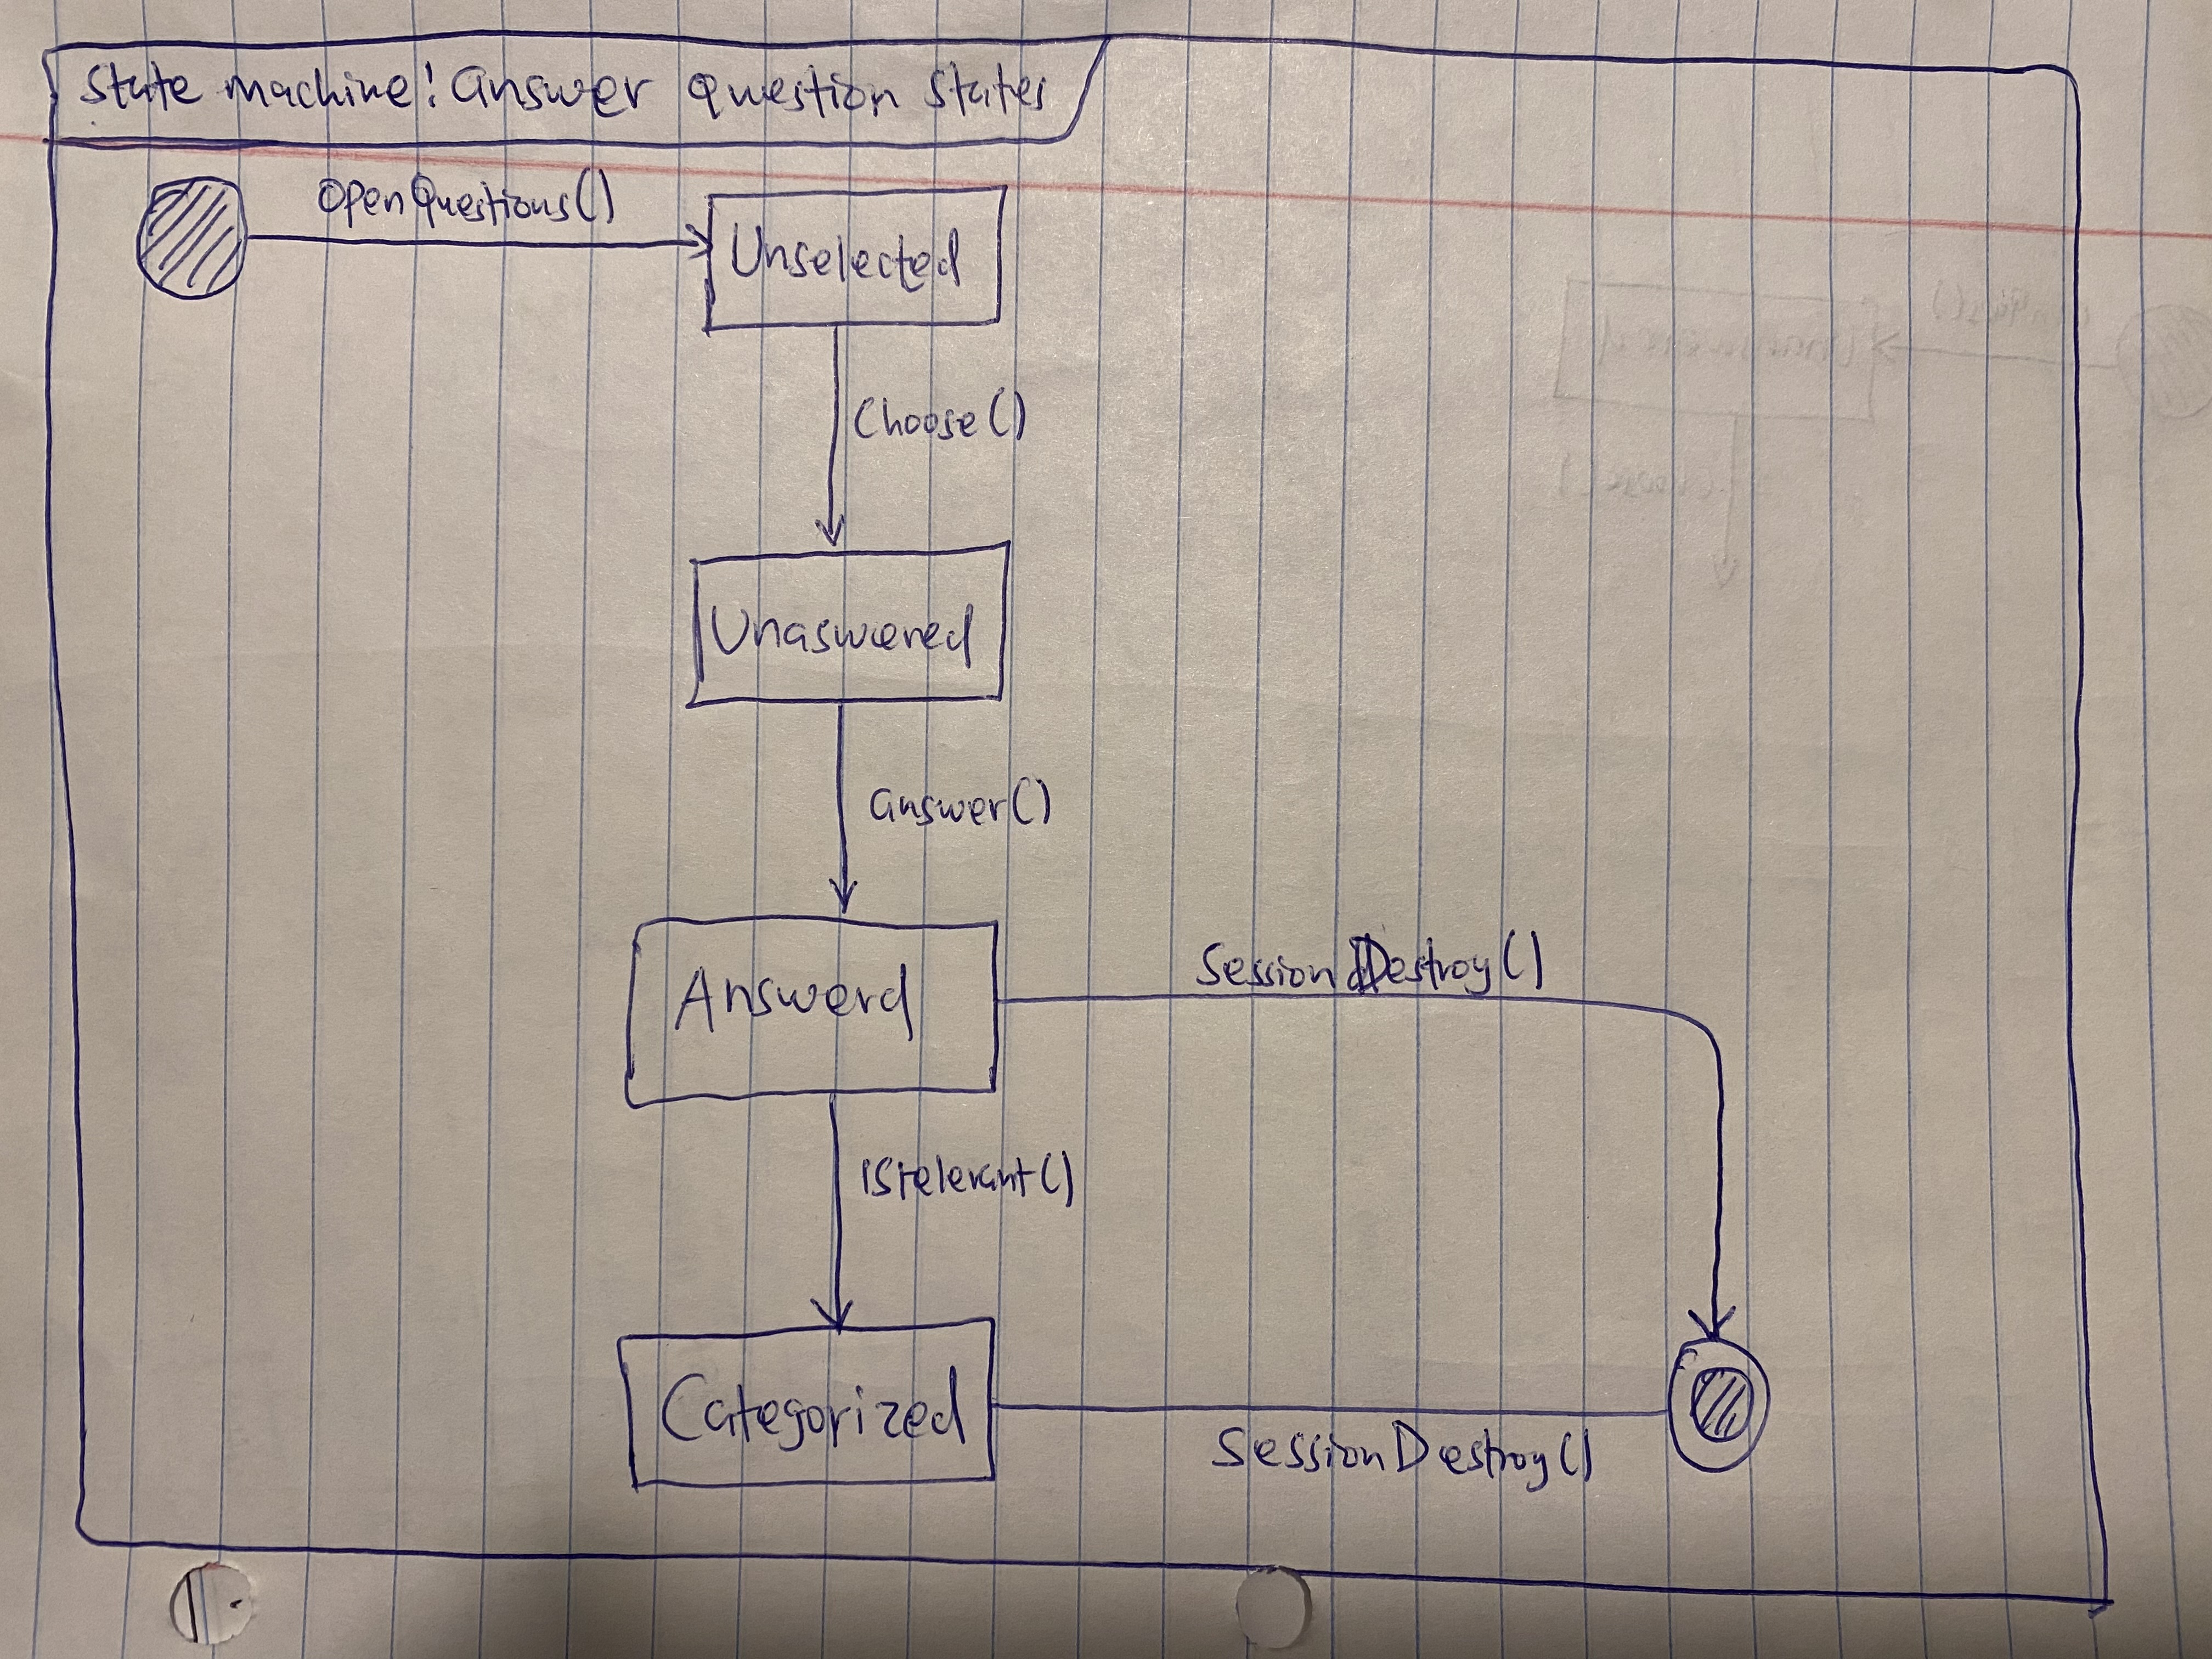 State machine! Answer Question States
OpenQuestions()
Unselected
Choose()
Unaswered
answer()
Answerd
SessionDestroy()
isrelevant()
Categorized
SessionDestroy()